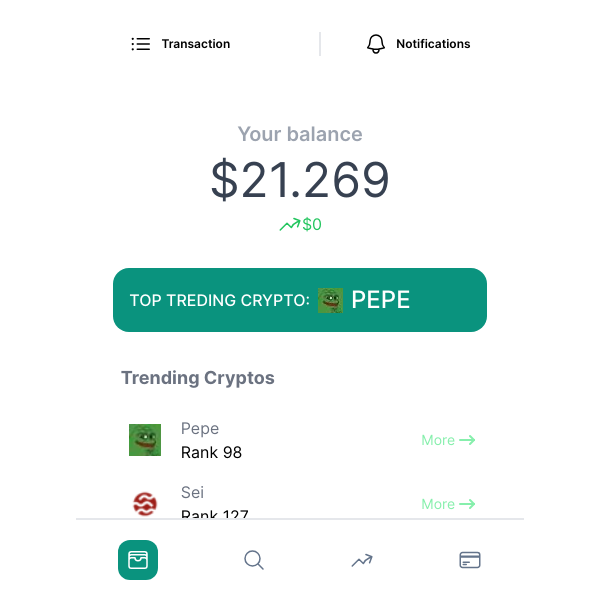 Transaction
Notifications
Your balance
$21.269
$0
TOP TREDING CRYPTO: PEPE
Trending Cryptos
Pepe
Rank 98
More
Sei
Rank 127
More